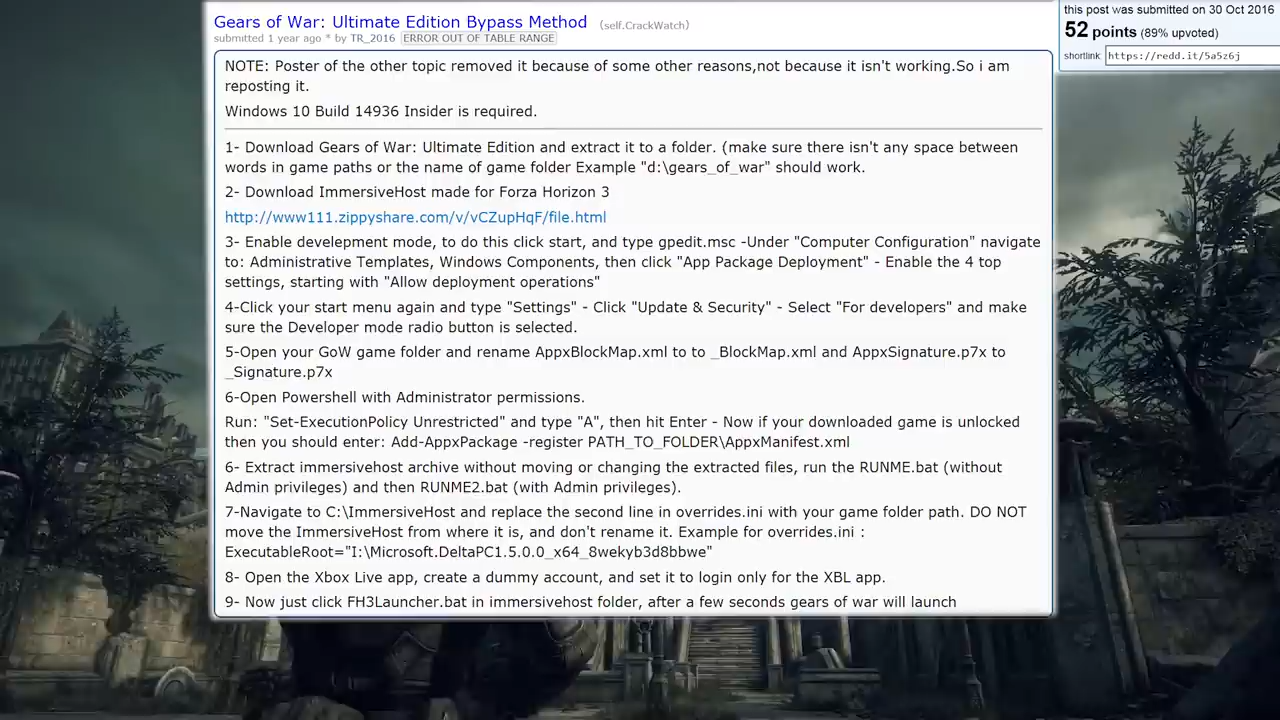 Gears of War: Ultimate Edition Bypass Method (self.CrackWatch)
submitted 1 year ago * by TR_2016 ERROR OUT OF TABLE RANGE
NOTE: Poster of the other topic removed it because of some other reasons,not because it isn't working.So i am
reposting it.
Windows 10 Build 14936 Insider is required.
1- Download Gears of War: Ultimate Edition and extract it to a folder. (make sure there isn't any space between
words in game paths or the name of game folder Example "d:\gears_of_war" should work.
2- Download ImmersiveHost made for Forza Horizon 3
http://www111.zippyshare.com/v/vCZupHqF/file.html
3- Enable develepment mode, to do this click start, and type gpedit.msc -Under "Computer Configuration" navigate
to: Administrative Templates, Windows Components, then click "App Package Deployment" - Enable the 4 top
settings, starting with "Allow deployment operations"
4-Click your start menu again and type "Settings" - Click "Update & Security" - Select "For developers" and make
sure the Developer mode radio button is selected.
5-Open your GoW game folder and rename AppxBlockMap.xml to to _BlockMap.xml and AppxSignature.p7x to
_Signature.p7x
6-Open Powershell with Administrator permissions.
Run: "Set-ExecutionPolicy Unrestricted" and type "A", then hit Enter - Now if your downloaded game is unlocked
then you should enter: Add-AppxPackage -register PATH_TO_FOLDER\AppxManifest.xml
6- Extract immersivehost archive without moving or changing the extracted files, run the RUNME.bat (without
Admin privileges) and then RUNME2.bat (with Admin privileges).
7-Navigate to C:\ImmersiveHost and replace the second line in overrides.ini with your game folder path. DO NOT
move the ImmersiveHost from where it is, and don't rename it. Example for overrides.ini :
ExecutableRoot="I:\Microsoft.DeltaPC1.5.0.0_x64_8wekyb3d8bbwe"
8- Open the Xbox Live app, create a dummy account, and set it to login only for the XBL app.
9- Now just click FH3Launcher.bat in immersivehost folder, after a few seconds gears of war will launch
this post was submitted on 30 Oct 2016
52 points (89% upvoted)
shortlink: https://redd.it/5a5z6j